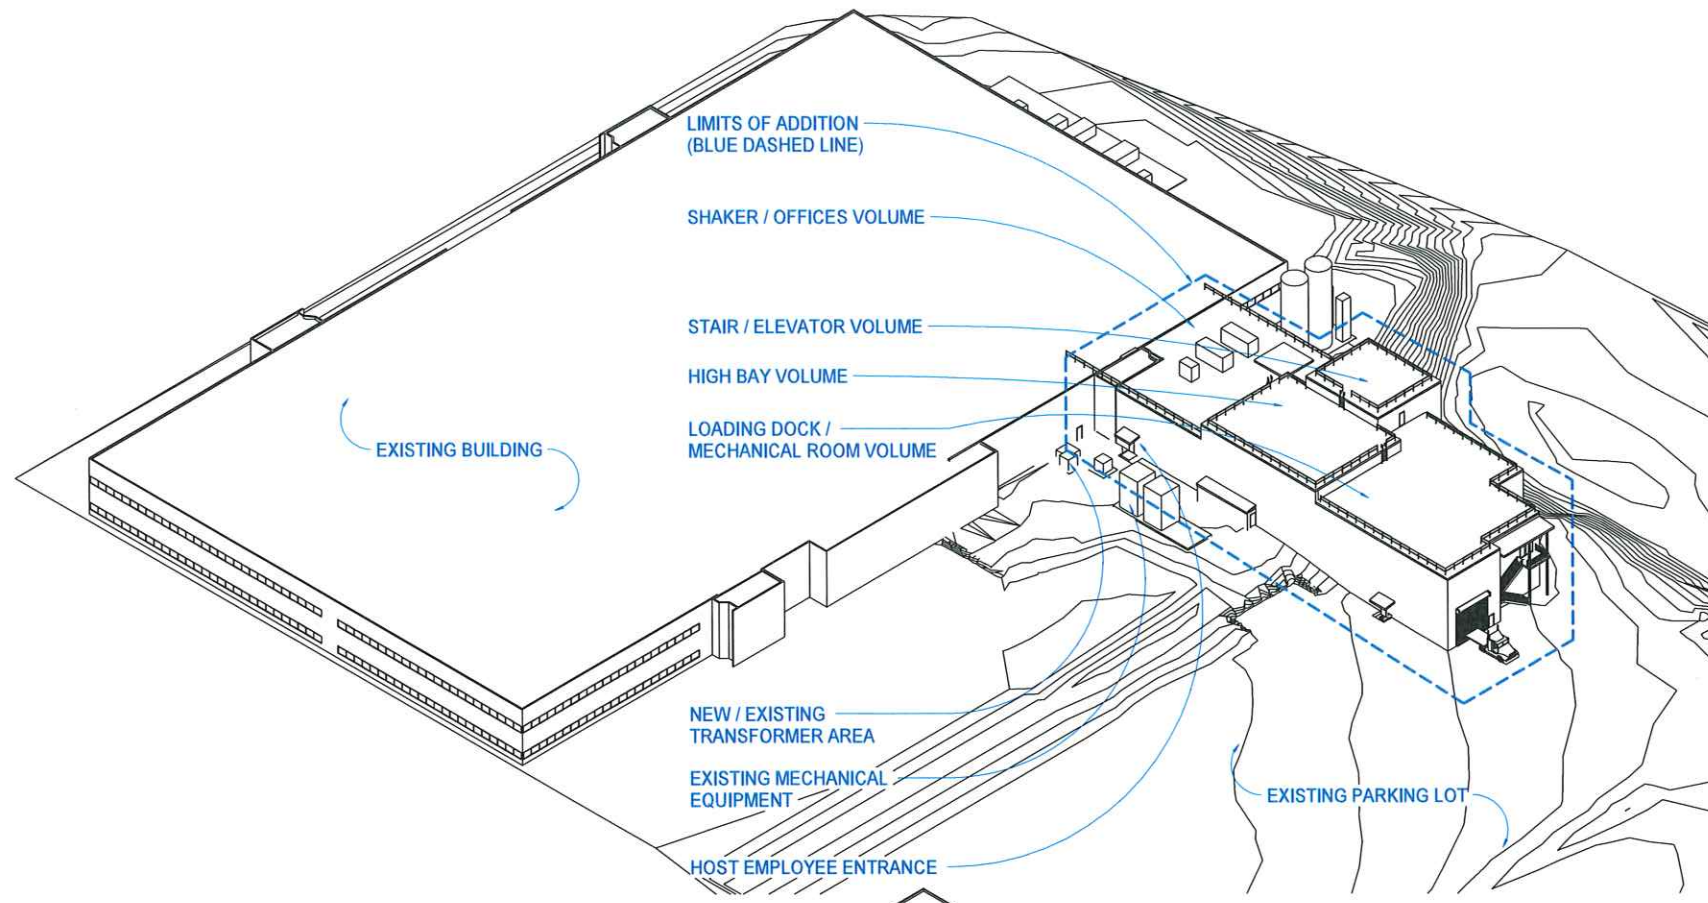 LIMITS OF ADDITION
(BLUE DASHED LINE)
SHAKER / OFFICES VOLUME
STAIR / ELEVATOR VOLUME
HIGH BAY VOLUME
LOADING DOCK /
MECHANICAL ROOM VOLUME
EXISTING BUILDING
NEW / EXISTING
TRANSFORMER AREA
EXISTING MECHANICAL
EQUIPMENT
EXISTING PARKING LOT
HOST EMPLOYEE ENTRANCE